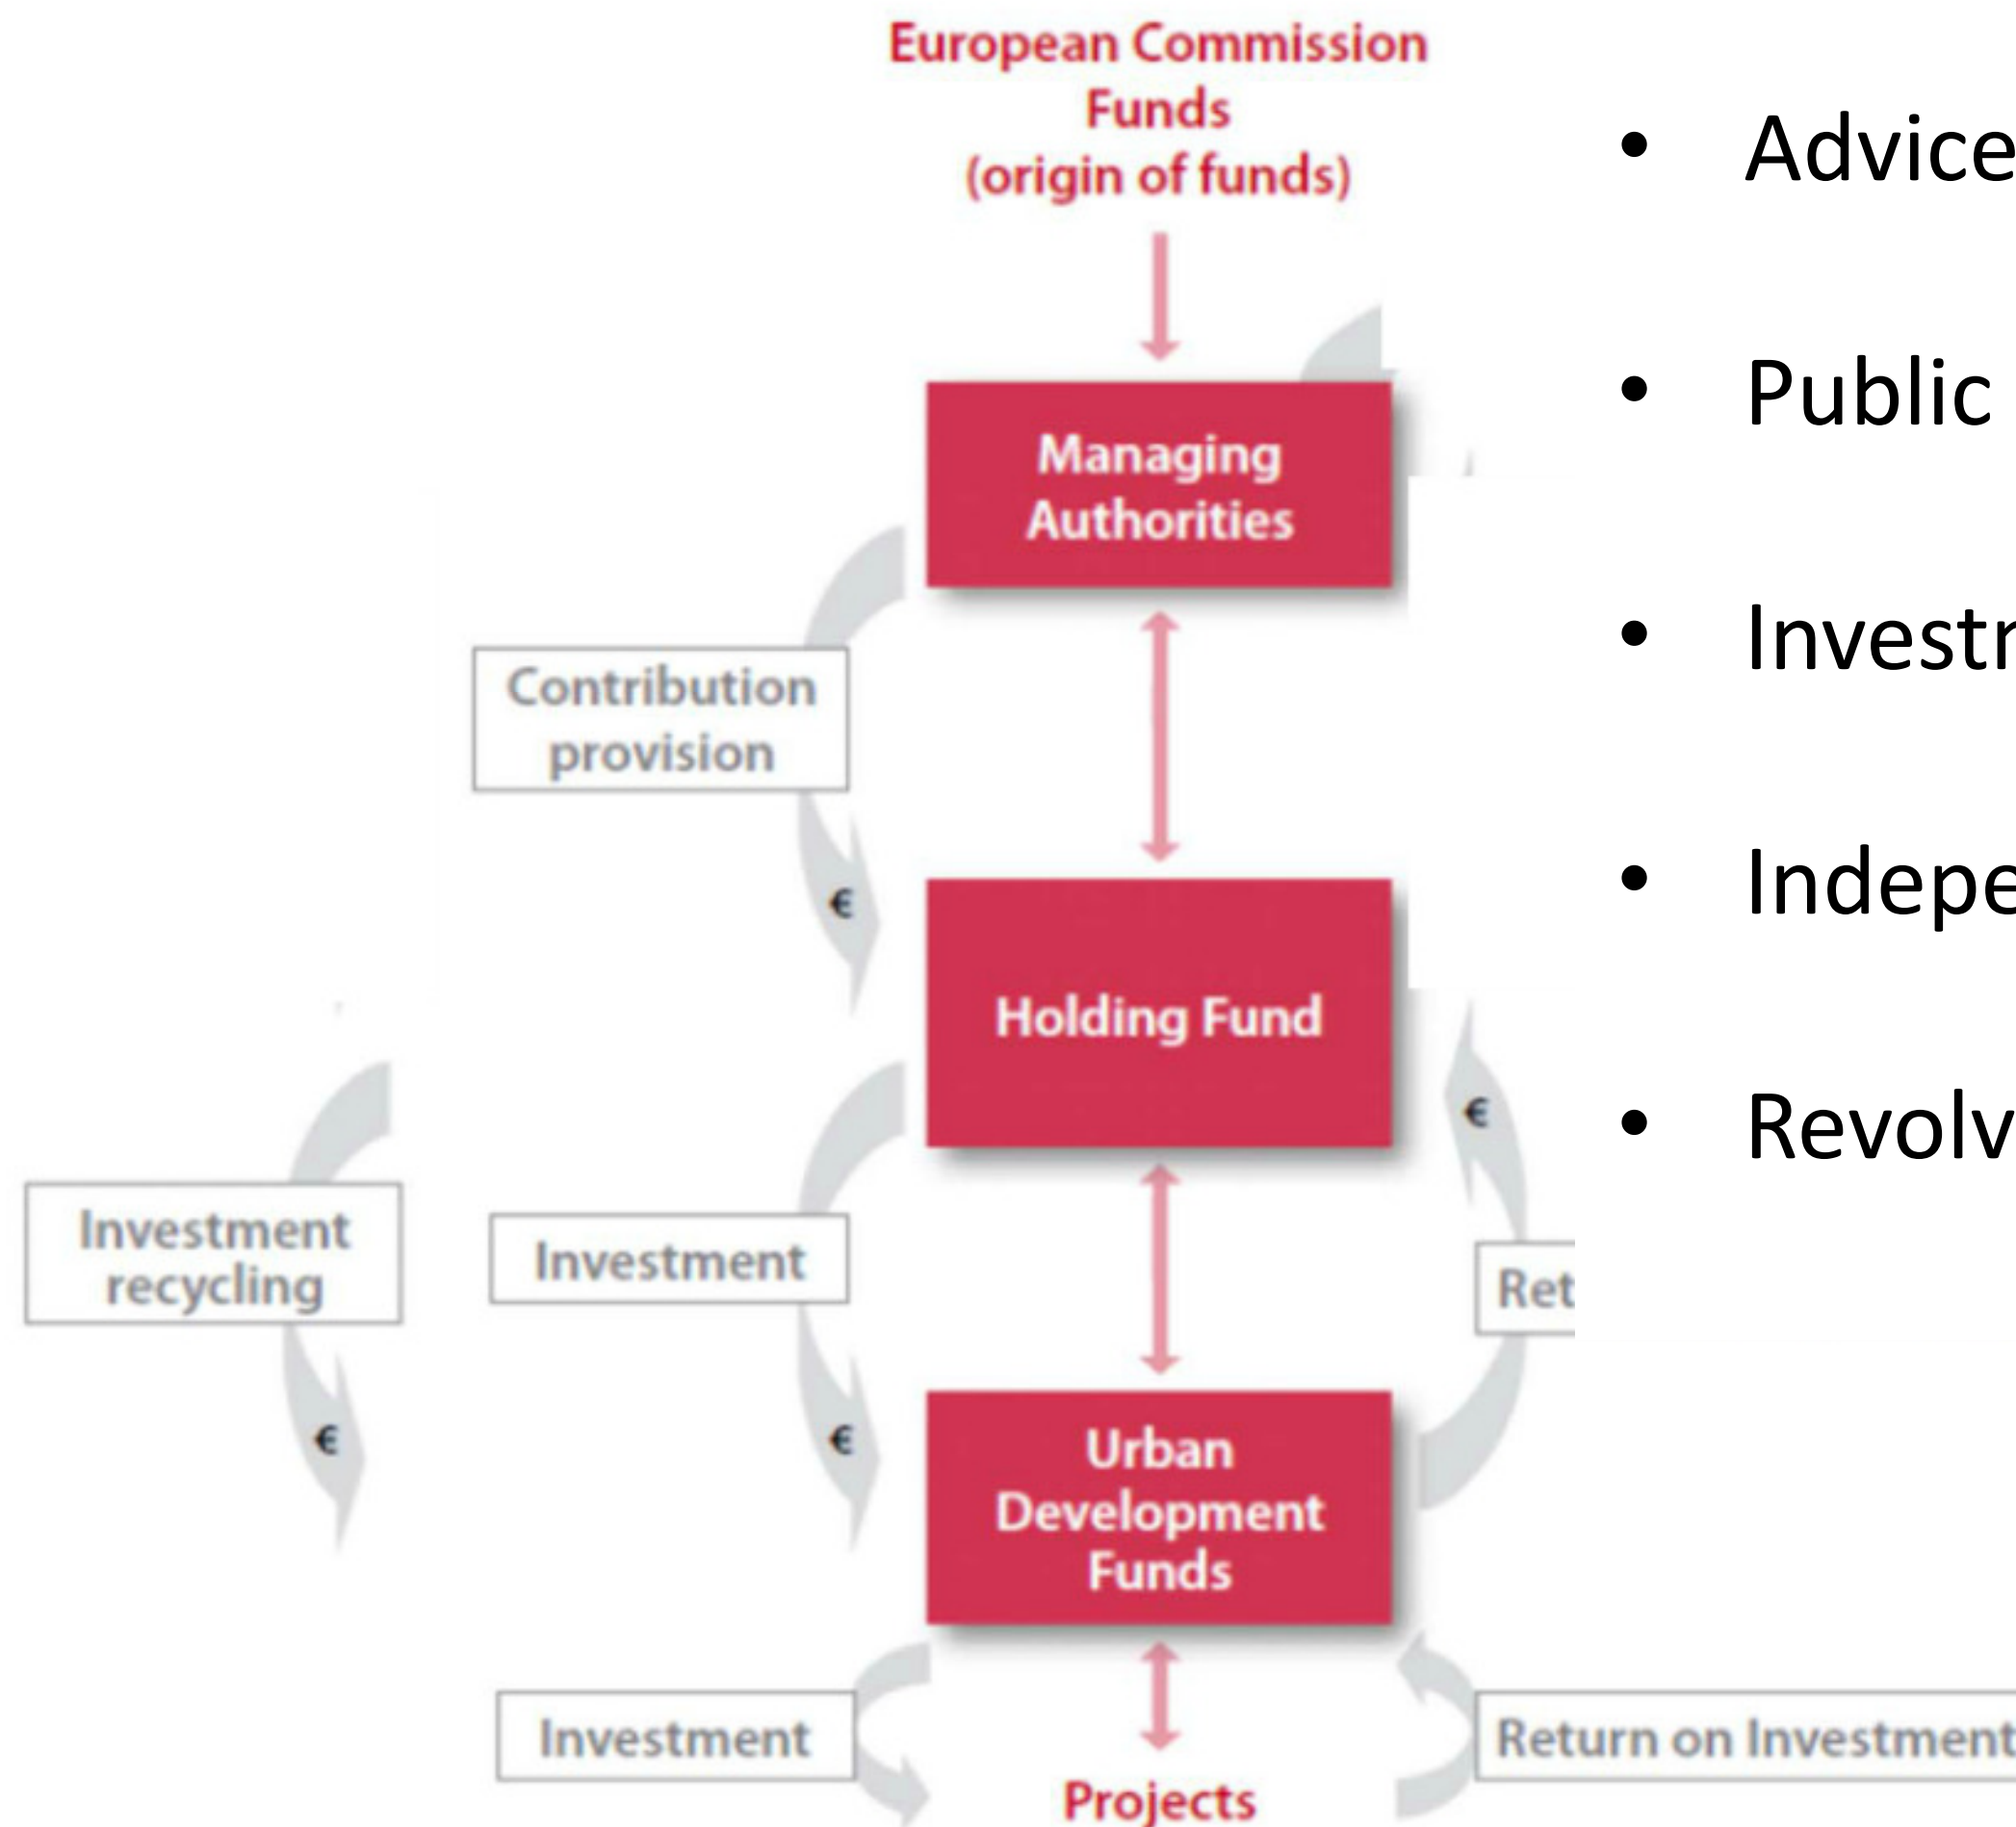 European Commission
Funds
(origin of funds)
Managing
Authorities
Contribution
provision
€
Holding Fund
€
Investment
recycling
Investment
Ret
€
€
Urban
Development
Funds
Investment
Return on Investment
Projects
• Advice
• Public
• Invest
• Indepe
• Revolv